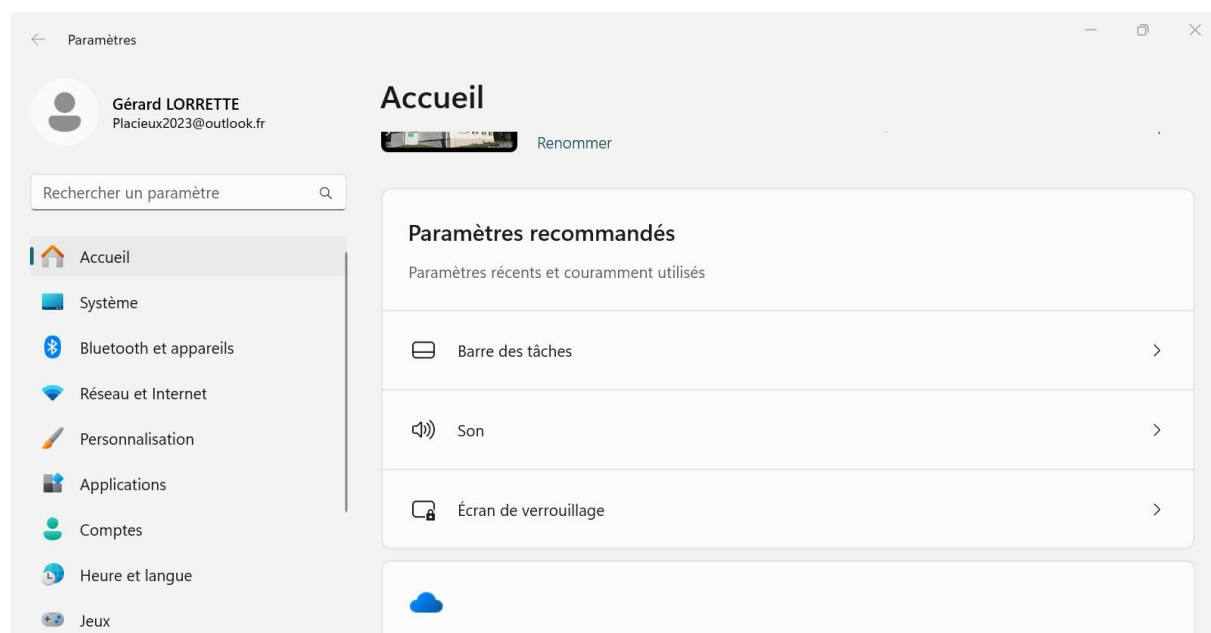 Paramètres
Gérard LORRETTE
Placieux2023@outlook.fr
Rechercher un paramètre
Accueil
Système
Bluetooth et appareils
Réseau et Internet
Personnalisation
Applications
Comptes
Heure et langue
Jeux
Accueil
Renommer
Paramètres recommandés
Paramètres récents et couramment utilisés
Barre des tâches
Son
Écran de verrouillage